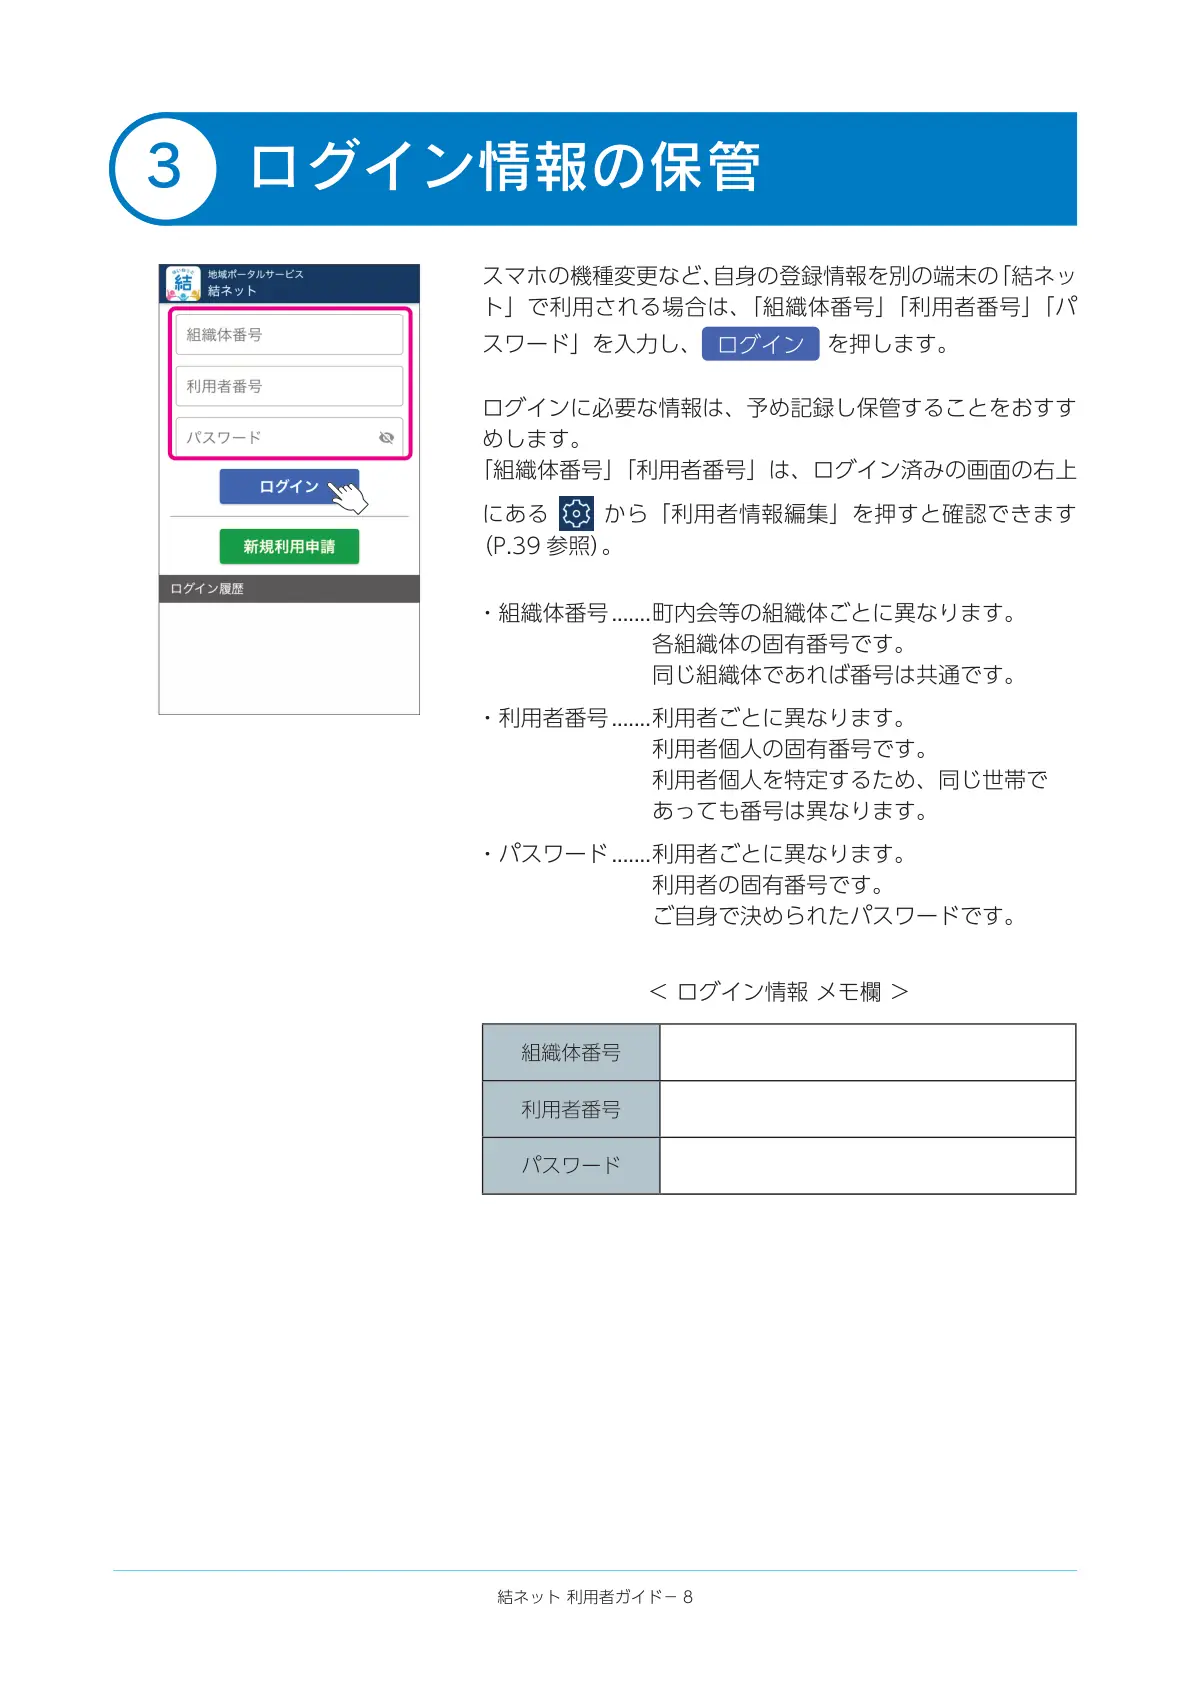 3
ログイン情報の保管
ゆいねっと
結
地域ポータルサービス
結ネット
組織体番号
利用者番号
パスワード
ログイン
新規利用申請
ログイン履歴
スマホの機種変更など、自身の登録情報を別の端末の「結ネッ
ト」で利用される場合は、「組織体番号」「利用者番号」「パ
スワード」を入力し、 ログイン を押します。
ログインに必要な情報は、予め記録し保管することをおすす
めします。
「組織体番号」「利用者番号」は、ログイン済みの画面の右上
にある から「利用者情報編集」を押すと確認できます
(P.39 参照)。
・組織体番号.......町内会等の組織体ごとに異なります。
各組織体の固有番号です。
同じ組織体であれば番号は共通です。
・利用者番号.......利用者ごとに異なります。
利用者個人の固有番号です。
利用者個人を特定するため、同じ世帯で
あっても番号は異なります。
・パスワード.......利用者ごとに異なります。
利用者の固有番号です。
ご自身で決められたパスワードです。
＜ ログイン情報 メモ欄 ＞
組織体番号
利用者番号
パスワード
結ネット 利用者ガイド− 8